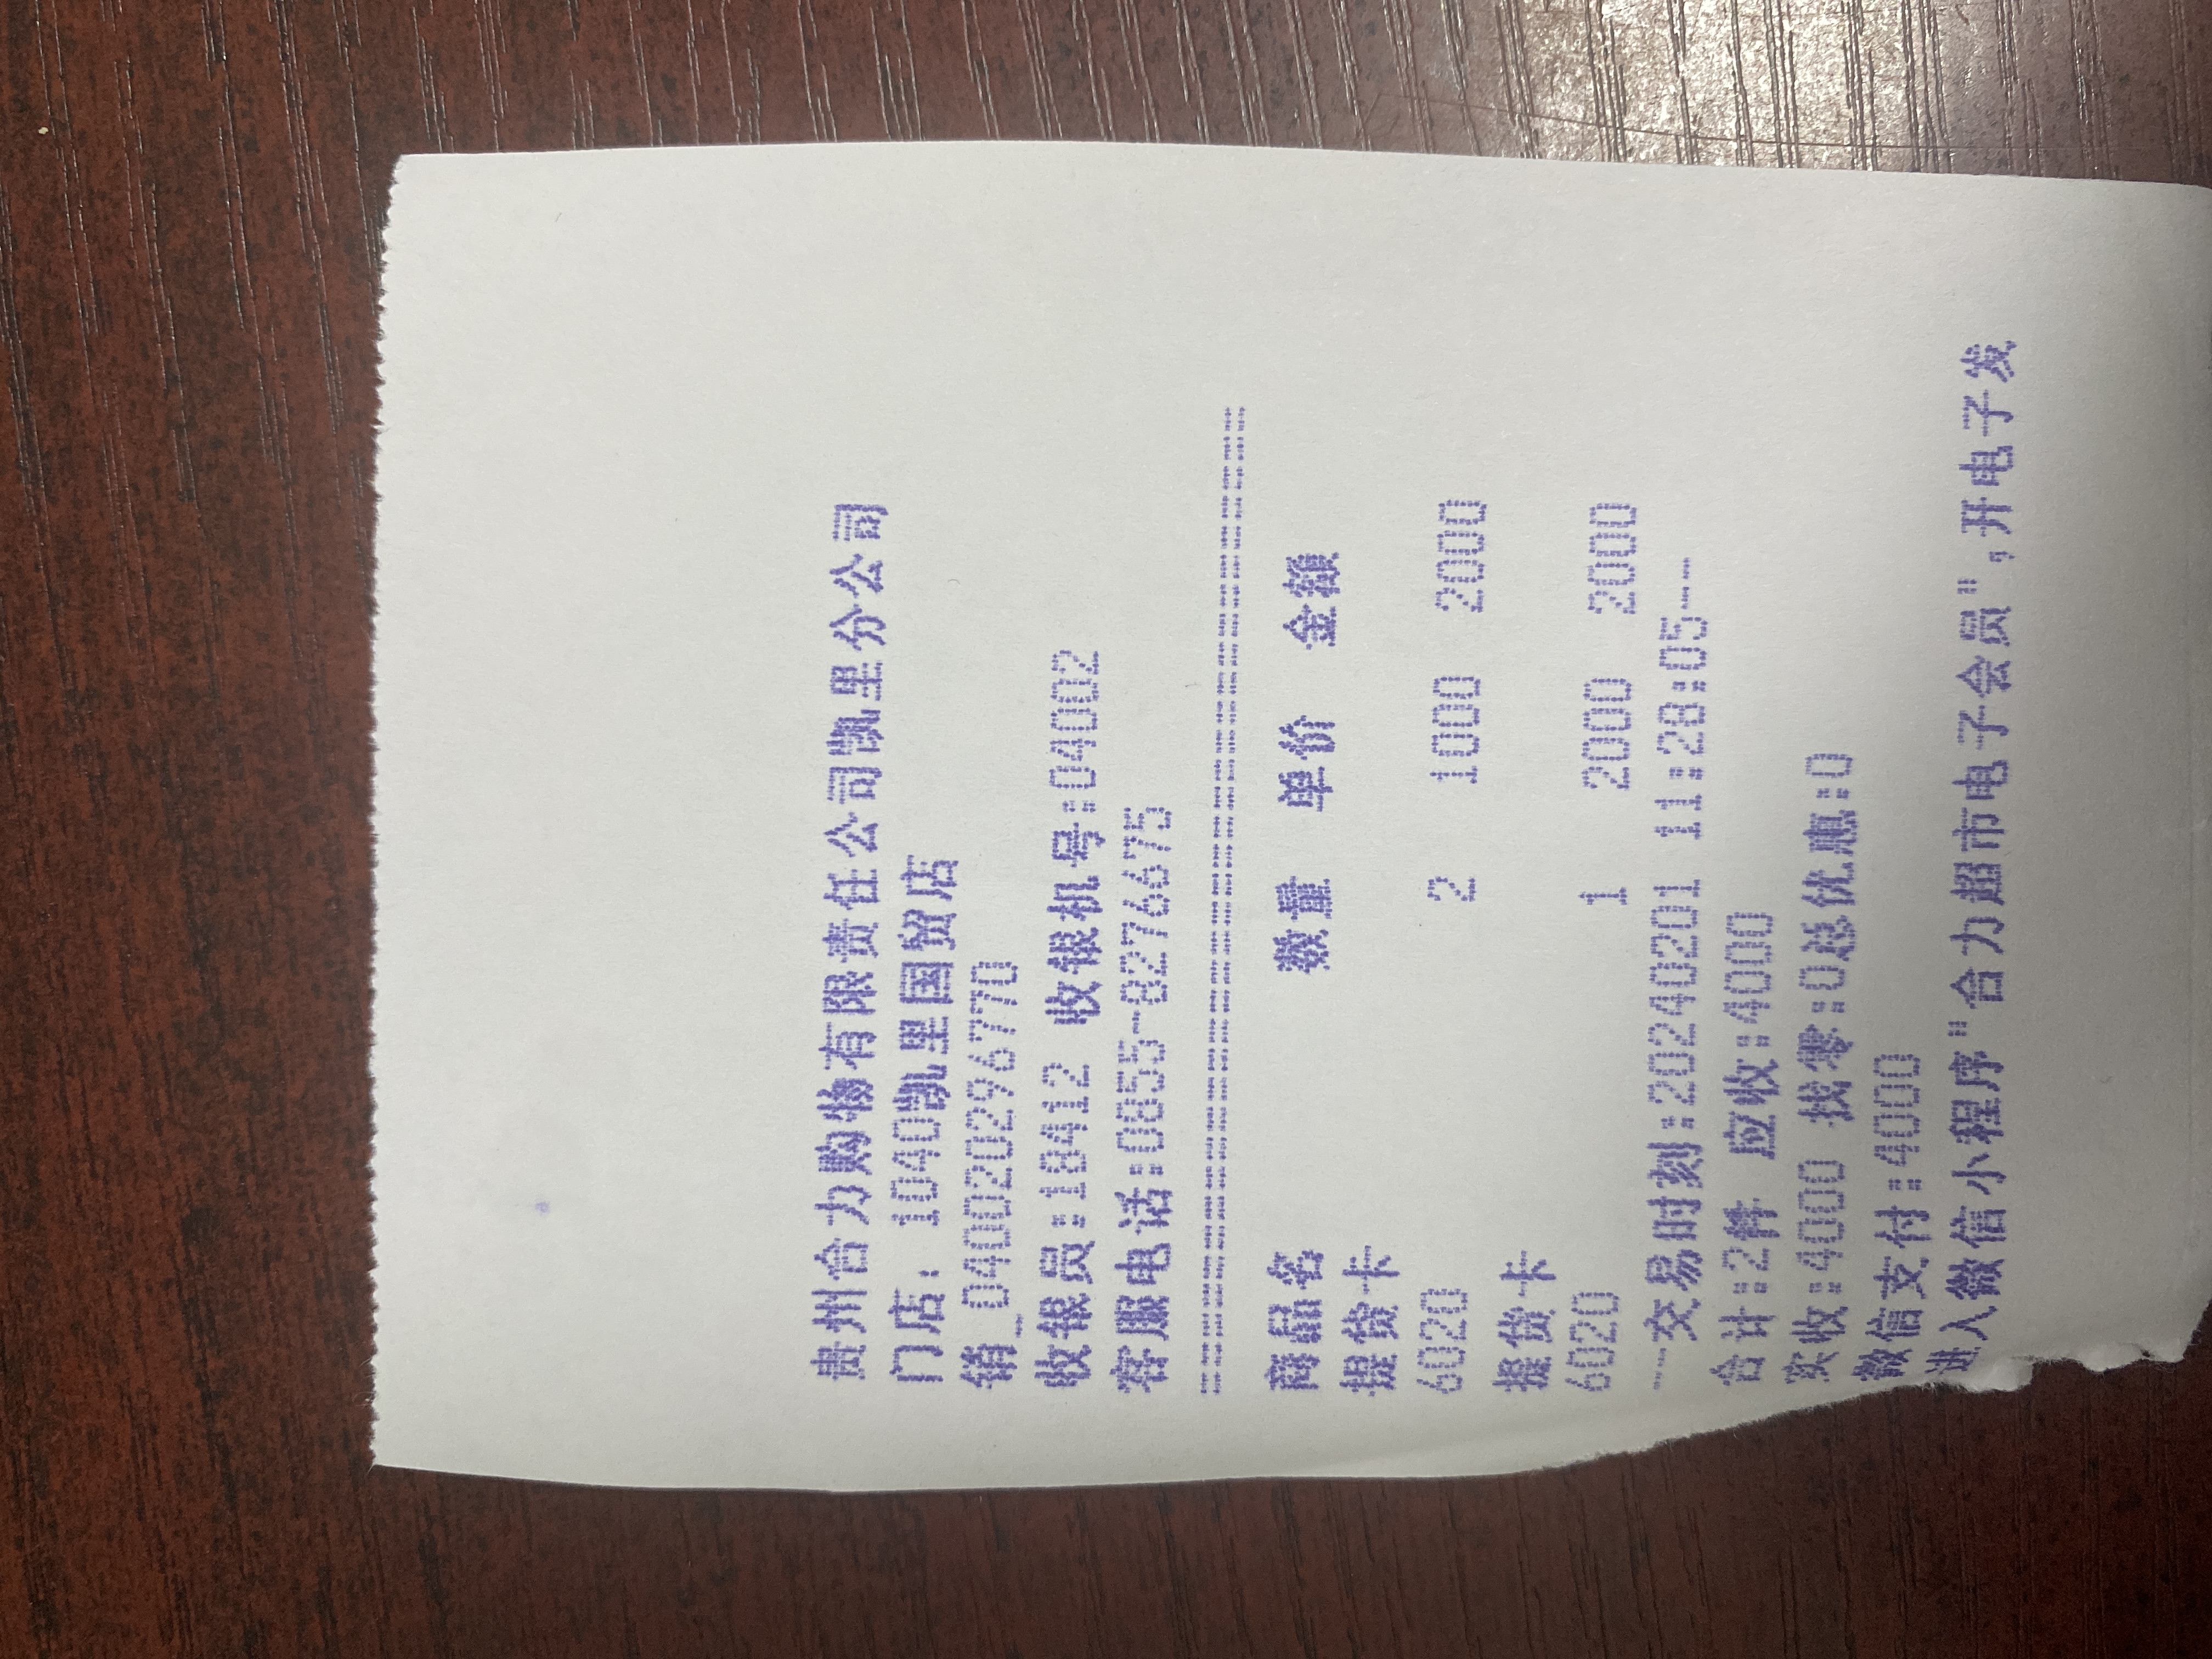 贵州合力购物有限责任公司凯里分公司
门店: 1040凯里国贸店
销_0400202967​70
收银员:18412 收银机号:04002
客服电话:0855-8276675
========================================
商品名 数量 单价 金额
提货卡
6020 2 1000 2000
提货卡
6020 1 2000 2000
--交易时刻:20240201 11:28:05--
合计:2件 应收:4000
实收:4000 找零:0总优惠:0
微信支付:4000
进入微信小程序"合力超市电子会员",开电子发